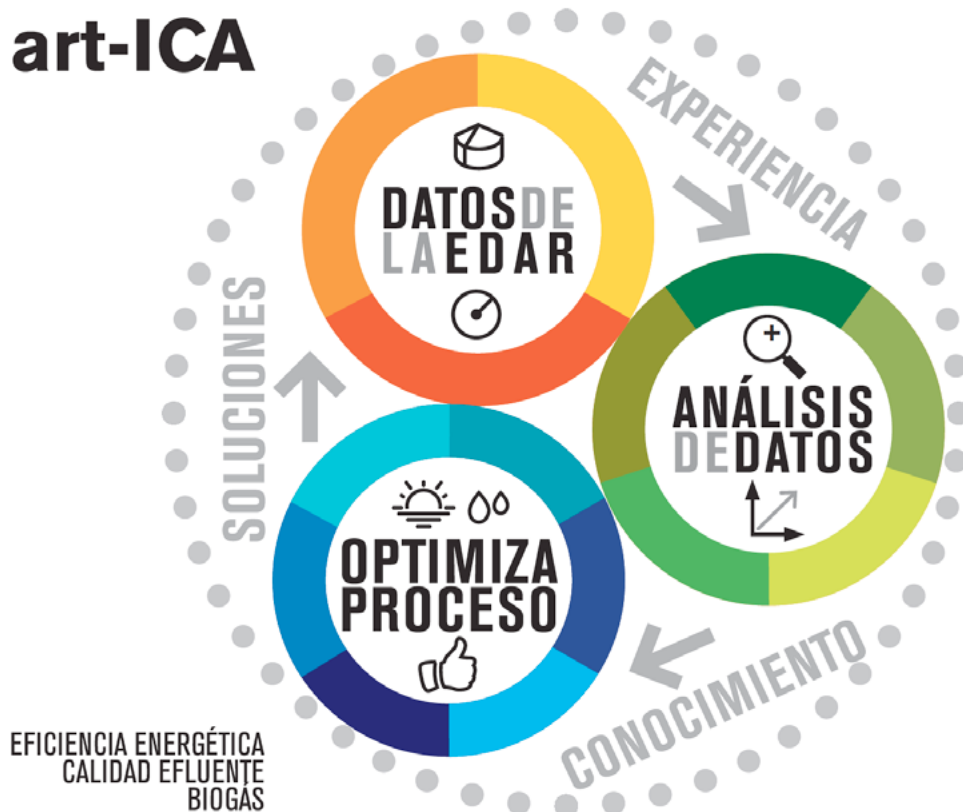 art-ICA
EXPERIENCIA
DATOS DE
LA EDAR
SOLUCIONES
+
ANÁLISIS
DE DATOS
OPTIMIZA
PROCESO
CONOCIMIENTO
EFICIENCIA ENERGÉTICA
CALIDAD EFLUENTE
BIOGÁS